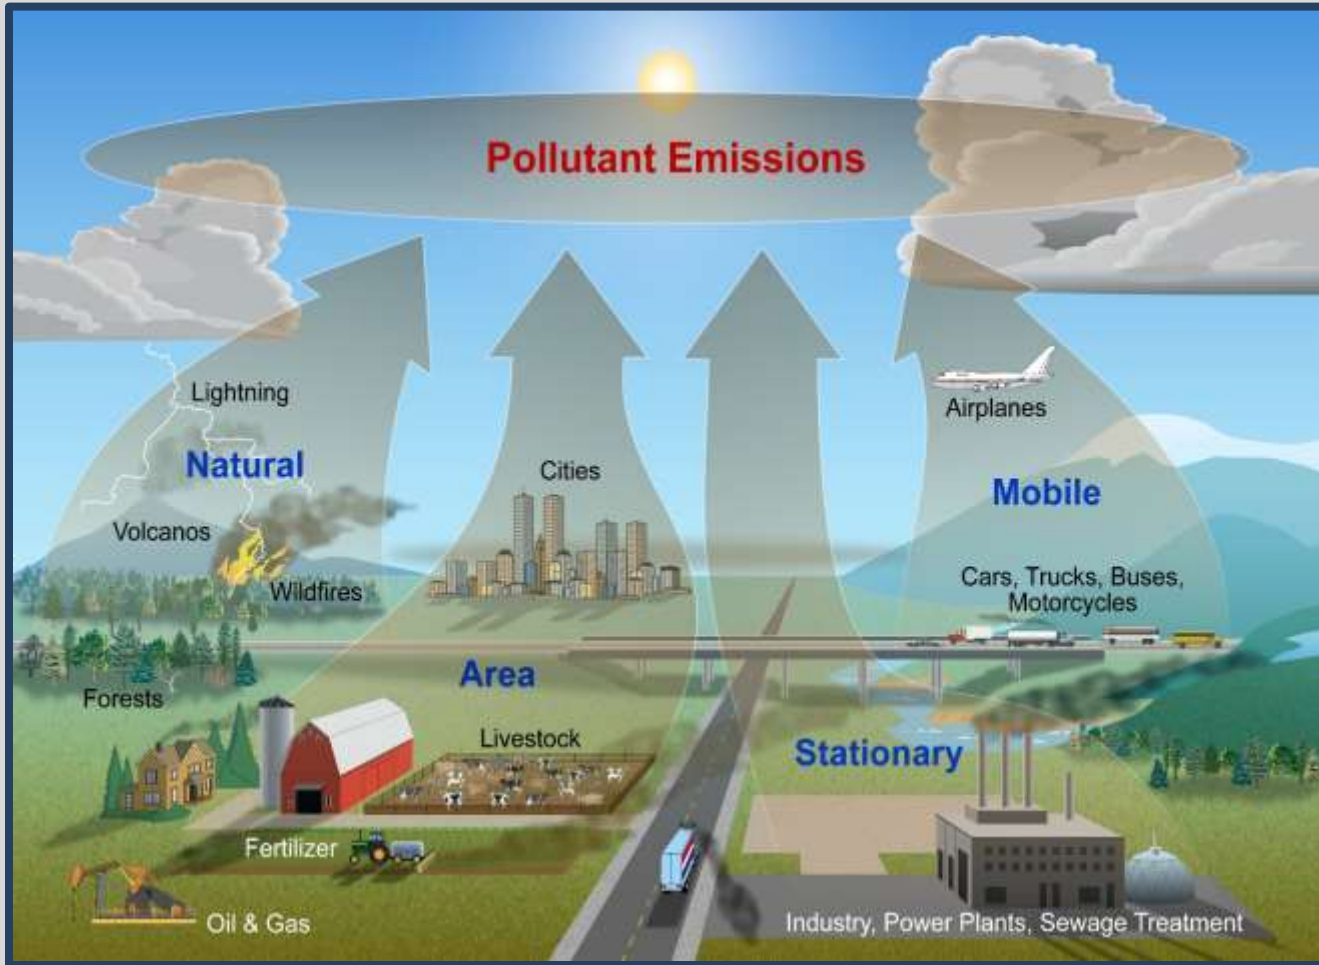 Pollutant Emissions
Lightning
Natural
Volcanos
Wildfires
Forests
Cities
Area
Livestock
Fertilizer
Oil & Gas
Airplanes
Mobile
Cars, Trucks, Buses,
Motorcycles
Stationary
Industry, Power Plants, Sewage Treatment